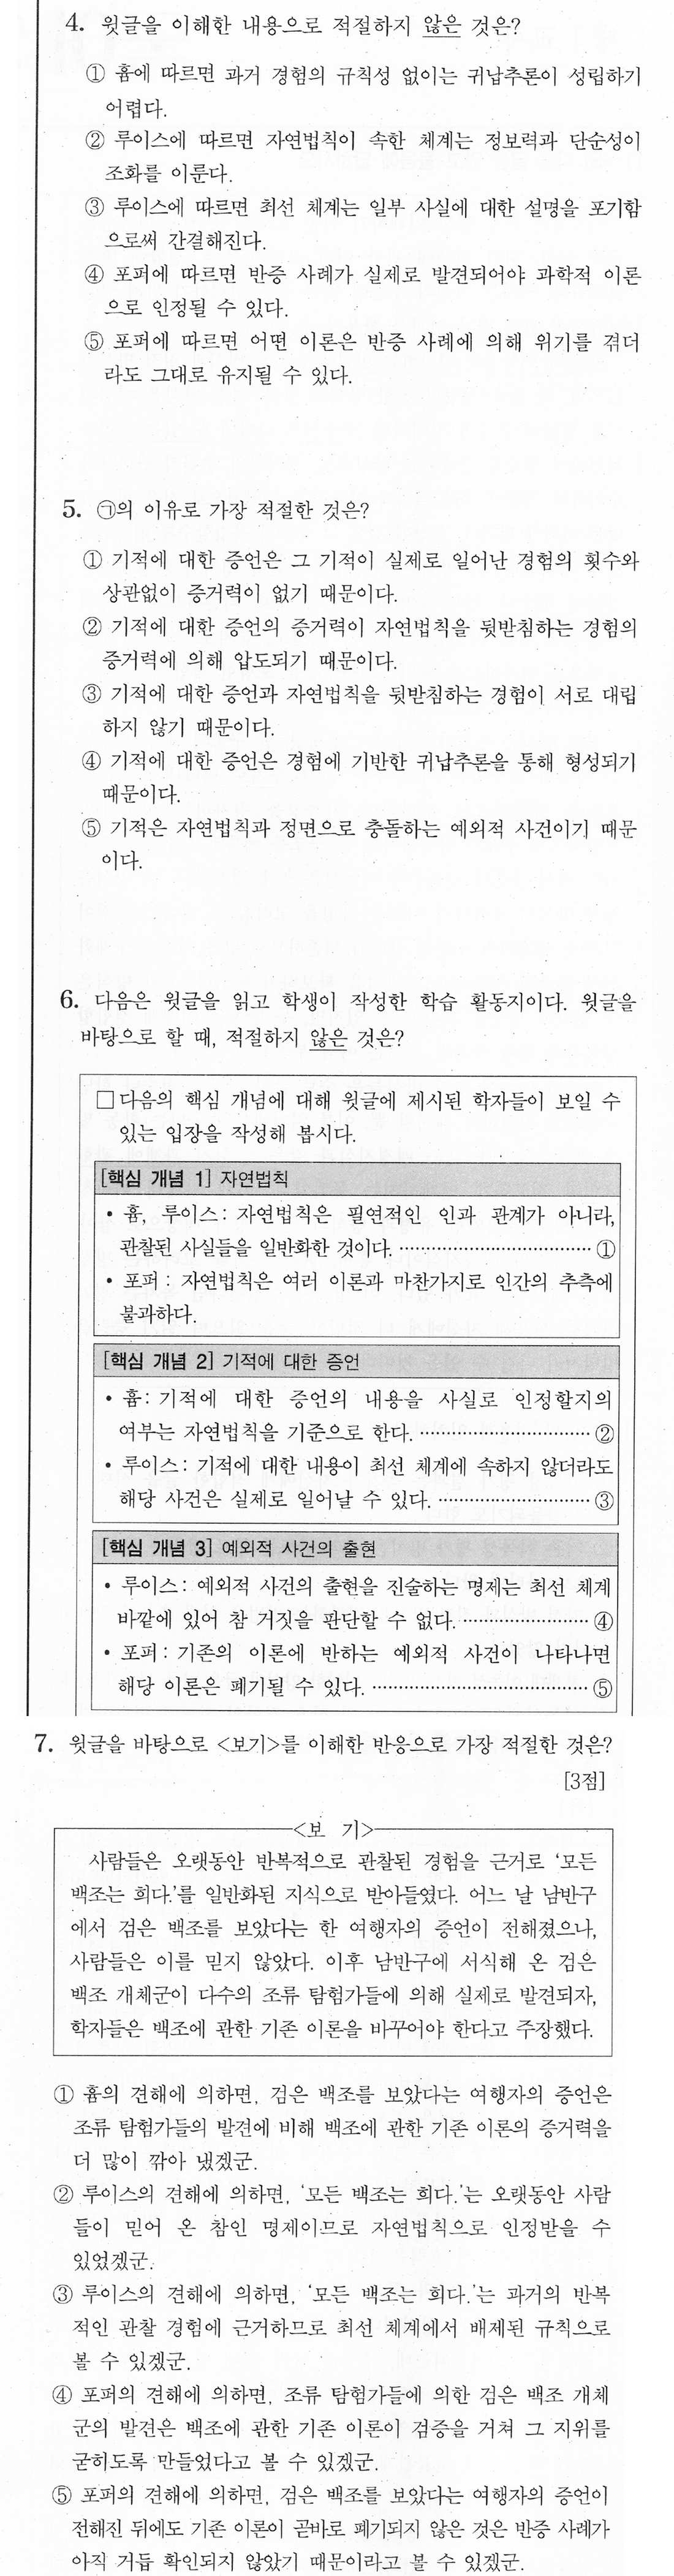 4. 윗글을 이해한 내용으로 적절하지 않은 것은?
① 흄에 따르면 과거 경험의 규칙성 없이는 귀납추론이 성립하기
어렵다.
② 루이스에 따르면 자연법칙이 속한 체계는 정보력과 단순성이
조화를 이룬다.
③ 루이스에 따르면 최선 체계는 일부 사실에 대한 설명을 포기함
으로써 간결해진다.
④ 포퍼에 따르면 반증 사례가 실제로 발견되어야 과학적 이론
으로 인정될 수 있다.
⑤ 포퍼에 따르면 어떤 이론은 반증 사례에 의해 위기를 겪더
라도 그대로 유지될 수 있다.
5. ㉠의 이유로 가장 적절한 것은?
① 기적에 대한 증언은 그 기적이 실제로 일어난 경험의 횟수와
상관없이 증거력이 없기 때문이다.
② 기적에 대한 증언의 증거력이 자연법칙을 뒷받침하는 경험의
증거력에 의해 압도되기 때문이다.
③ 기적에 대한 증언과 자연법칙을 뒷받침하는 경험이 서로 대립
하지 않기 때문이다.
④ 기적에 대한 증언은 경험에 기반한 귀납추론을 통해 형성되기
때문이다.
⑤ 기적은 자연법칙과 정면으로 충돌하는 예외적 사건이기 때문
이다.
6. 다음은 윗글을 읽고 학생이 작성한 학습 활동지이다. 윗글을
바탕으로 할 때, 적절하지 않은 것은?
□ 다음의 핵심 개념에 대해 윗글에 제시된 학자들이 보일 수
있는 입장을 작성해 봅시다.
[핵심 개념 1] 자연법칙
• 흄, 루이스 : 자연법칙은 필연적인 인과 관계가 아니라,
관찰된 사실들을 일반화한 것이다. ⋯⋯⋯⋯⋯⋯⋯⋯⋯⋯ ①
• 포퍼 : 자연법칙은 여러 이론과 마찬가지로 인간의 추측에
불과하다.
[핵심 개념 2] 기적에 대한 증언
• 흄 : 기적에 대한 증언의 내용을 사실로 인정할지의
여부는 자연법칙을 기준으로 한다. ⋯⋯⋯⋯⋯⋯⋯⋯⋯ ②
• 루이스 : 기적에 대한 내용이 최선 체계에 속하지 않더라도
해당 사건은 실제로 일어날 수 있다. ⋯⋯⋯⋯⋯⋯⋯⋯ ③
[핵심 개념 3] 예외적 사건의 출현
• 루이스 : 예외적 사건의 출현을 진술하는 명제는 최선 체계
바깥에 있어 참 거짓을 판단할 수 없다. ⋯⋯⋯⋯⋯⋯⋯ ④
• 포퍼 : 기존의 이론에 반하는 예외적 사건이 나타나면
해당 이론은 폐기될 수 있다. ⋯⋯⋯⋯⋯⋯⋯⋯⋯⋯⋯⋯ ⑤
7. 윗글을 바탕으로 <보기>를 이해한 반응으로 가장 적절한 것은?
[3점]
<보 기>
사람들은 오랫동안 반복적으로 관찰된 경험을 근거로 '모든
백조는 희다.'를 일반화된 지식으로 받아들였다. 어느 날 남반구
에서 검은 백조를 보았다는 한 여행자의 증언이 전해졌으나,
사람들은 이를 믿지 않았다. 이후 남반구에 서식해 온 검은
백조 개체군이 다수의 조류 탐험가들에 의해 실제로 발견되자,
학자들은 백조에 관한 기존 이론을 바꾸어야 한다고 주장했다.
① 흄의 견해에 의하면, 검은 백조를 보았다는 여행자의 증언은
조류 탐험가들의 발견에 비해 백조에 관한 기존 이론의 증거력을
더 많이 깎아 냈겠군.
② 루이스의 견해에 의하면, '모든 백조는 희다.'는 오랫동안 사람
들이 믿어 온 참인 명제이므로 자연법칙으로 인정받을 수
있었겠군.
③ 루이스의 견해에 의하면, '모든 백조는 희다.'는 과거의 반복
적인 관찰 경험에 근거하므로 최선 체계에서 배제된 규칙으로
볼 수 있겠군.
④ 포퍼의 견해에 의하면, 조류 탐험가들에 의한 검은 백조 개체
군의 발견은 백조에 관한 기존 이론이 검증을 거쳐 그 지위를
굳히도록 만들었다고 볼 수 있겠군.
⑤ 포퍼의 견해에 의하면, 검은 백조를 보았다는 여행자의 증언이
전해진 뒤에도 기존 이론이 곧바로 폐기되지 않은 것은 반증 사례가
아직 거듭 확인되지 않았기 때문이라고 볼 수 있겠군.